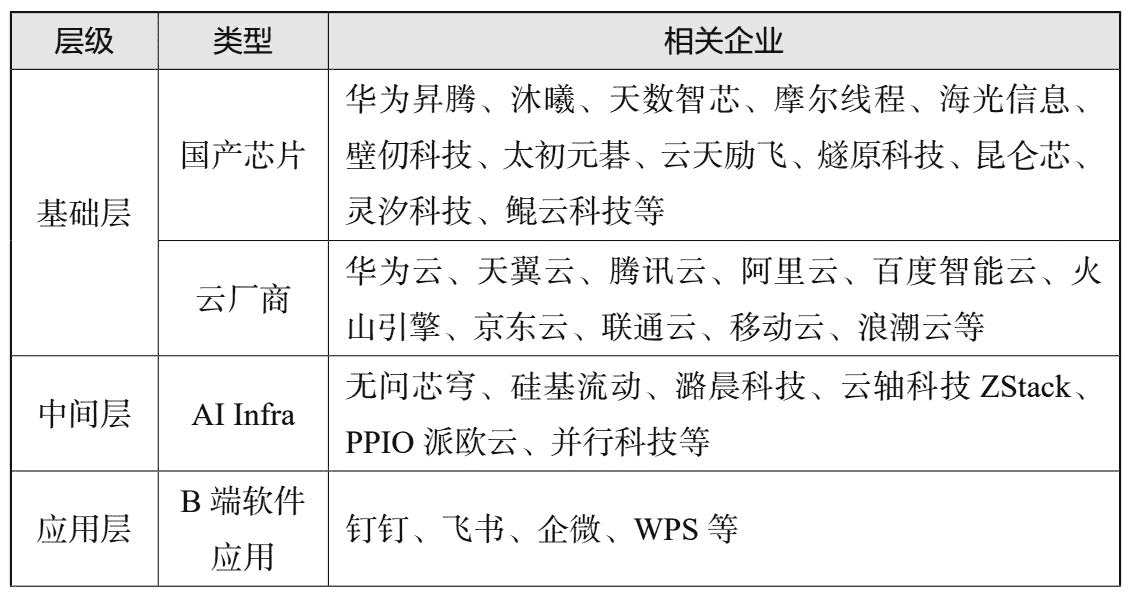 层级 类型 相关企业
基础层
国产芯片
华为昇腾、沐曦、天数智芯、摩尔线程、海光信息、
壁仞科技、太初元碁、云天励飞、燧原科技、昆仑芯、
灵汐科技、鲲云科技等
云厂商
华为云、天翼云、腾讯云、阿里云、百度智能云、火
山引擎、京东云、联通云、移动云、浪潮云等
中间层
AI Infra
无问芯穹、硅基流动、潞晨科技、云轴科技 ZStack、
PPIO 派欧云、并行科技等
应用层
B 端软件
应用
钉钉、飞书、企微、WPS 等